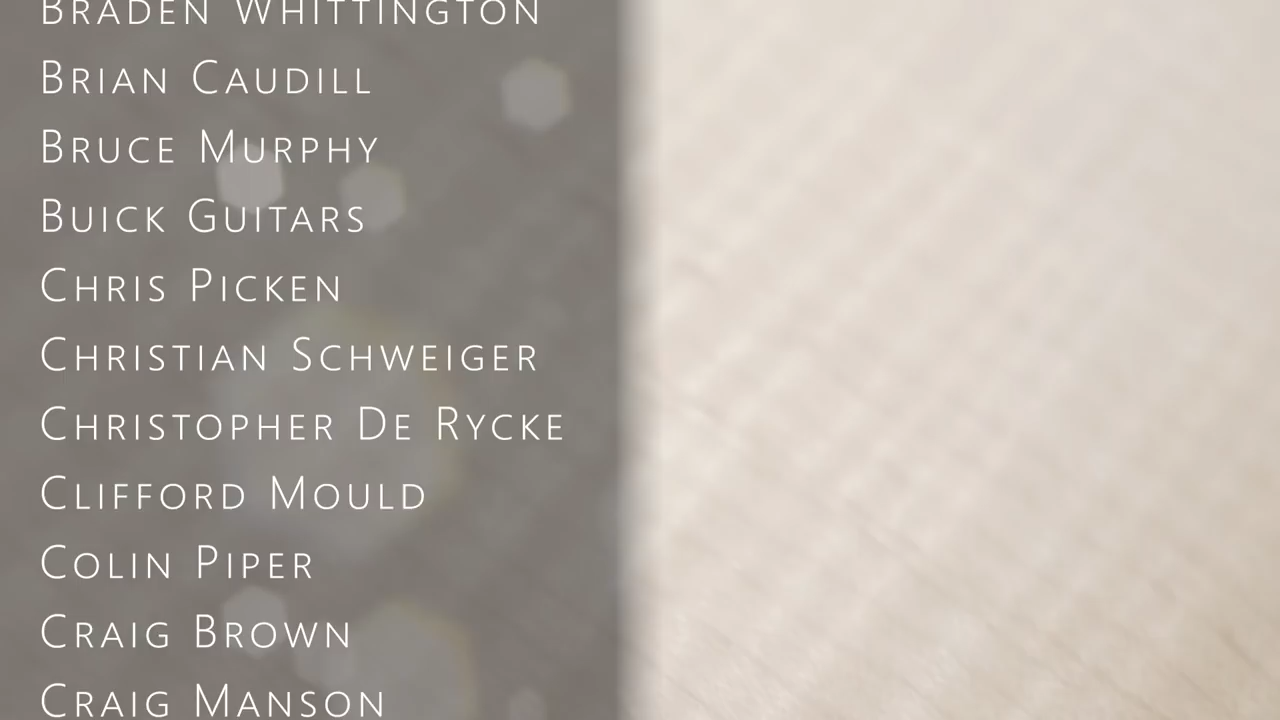 Braden Whittington
Brian Caudill
Bruce Murphy
Buick Guitars
Chris Picken
Christian Schweiger
Christopher De Rycke
Clifford Mould
Colin Piper
Craig Brown
Craig Manson